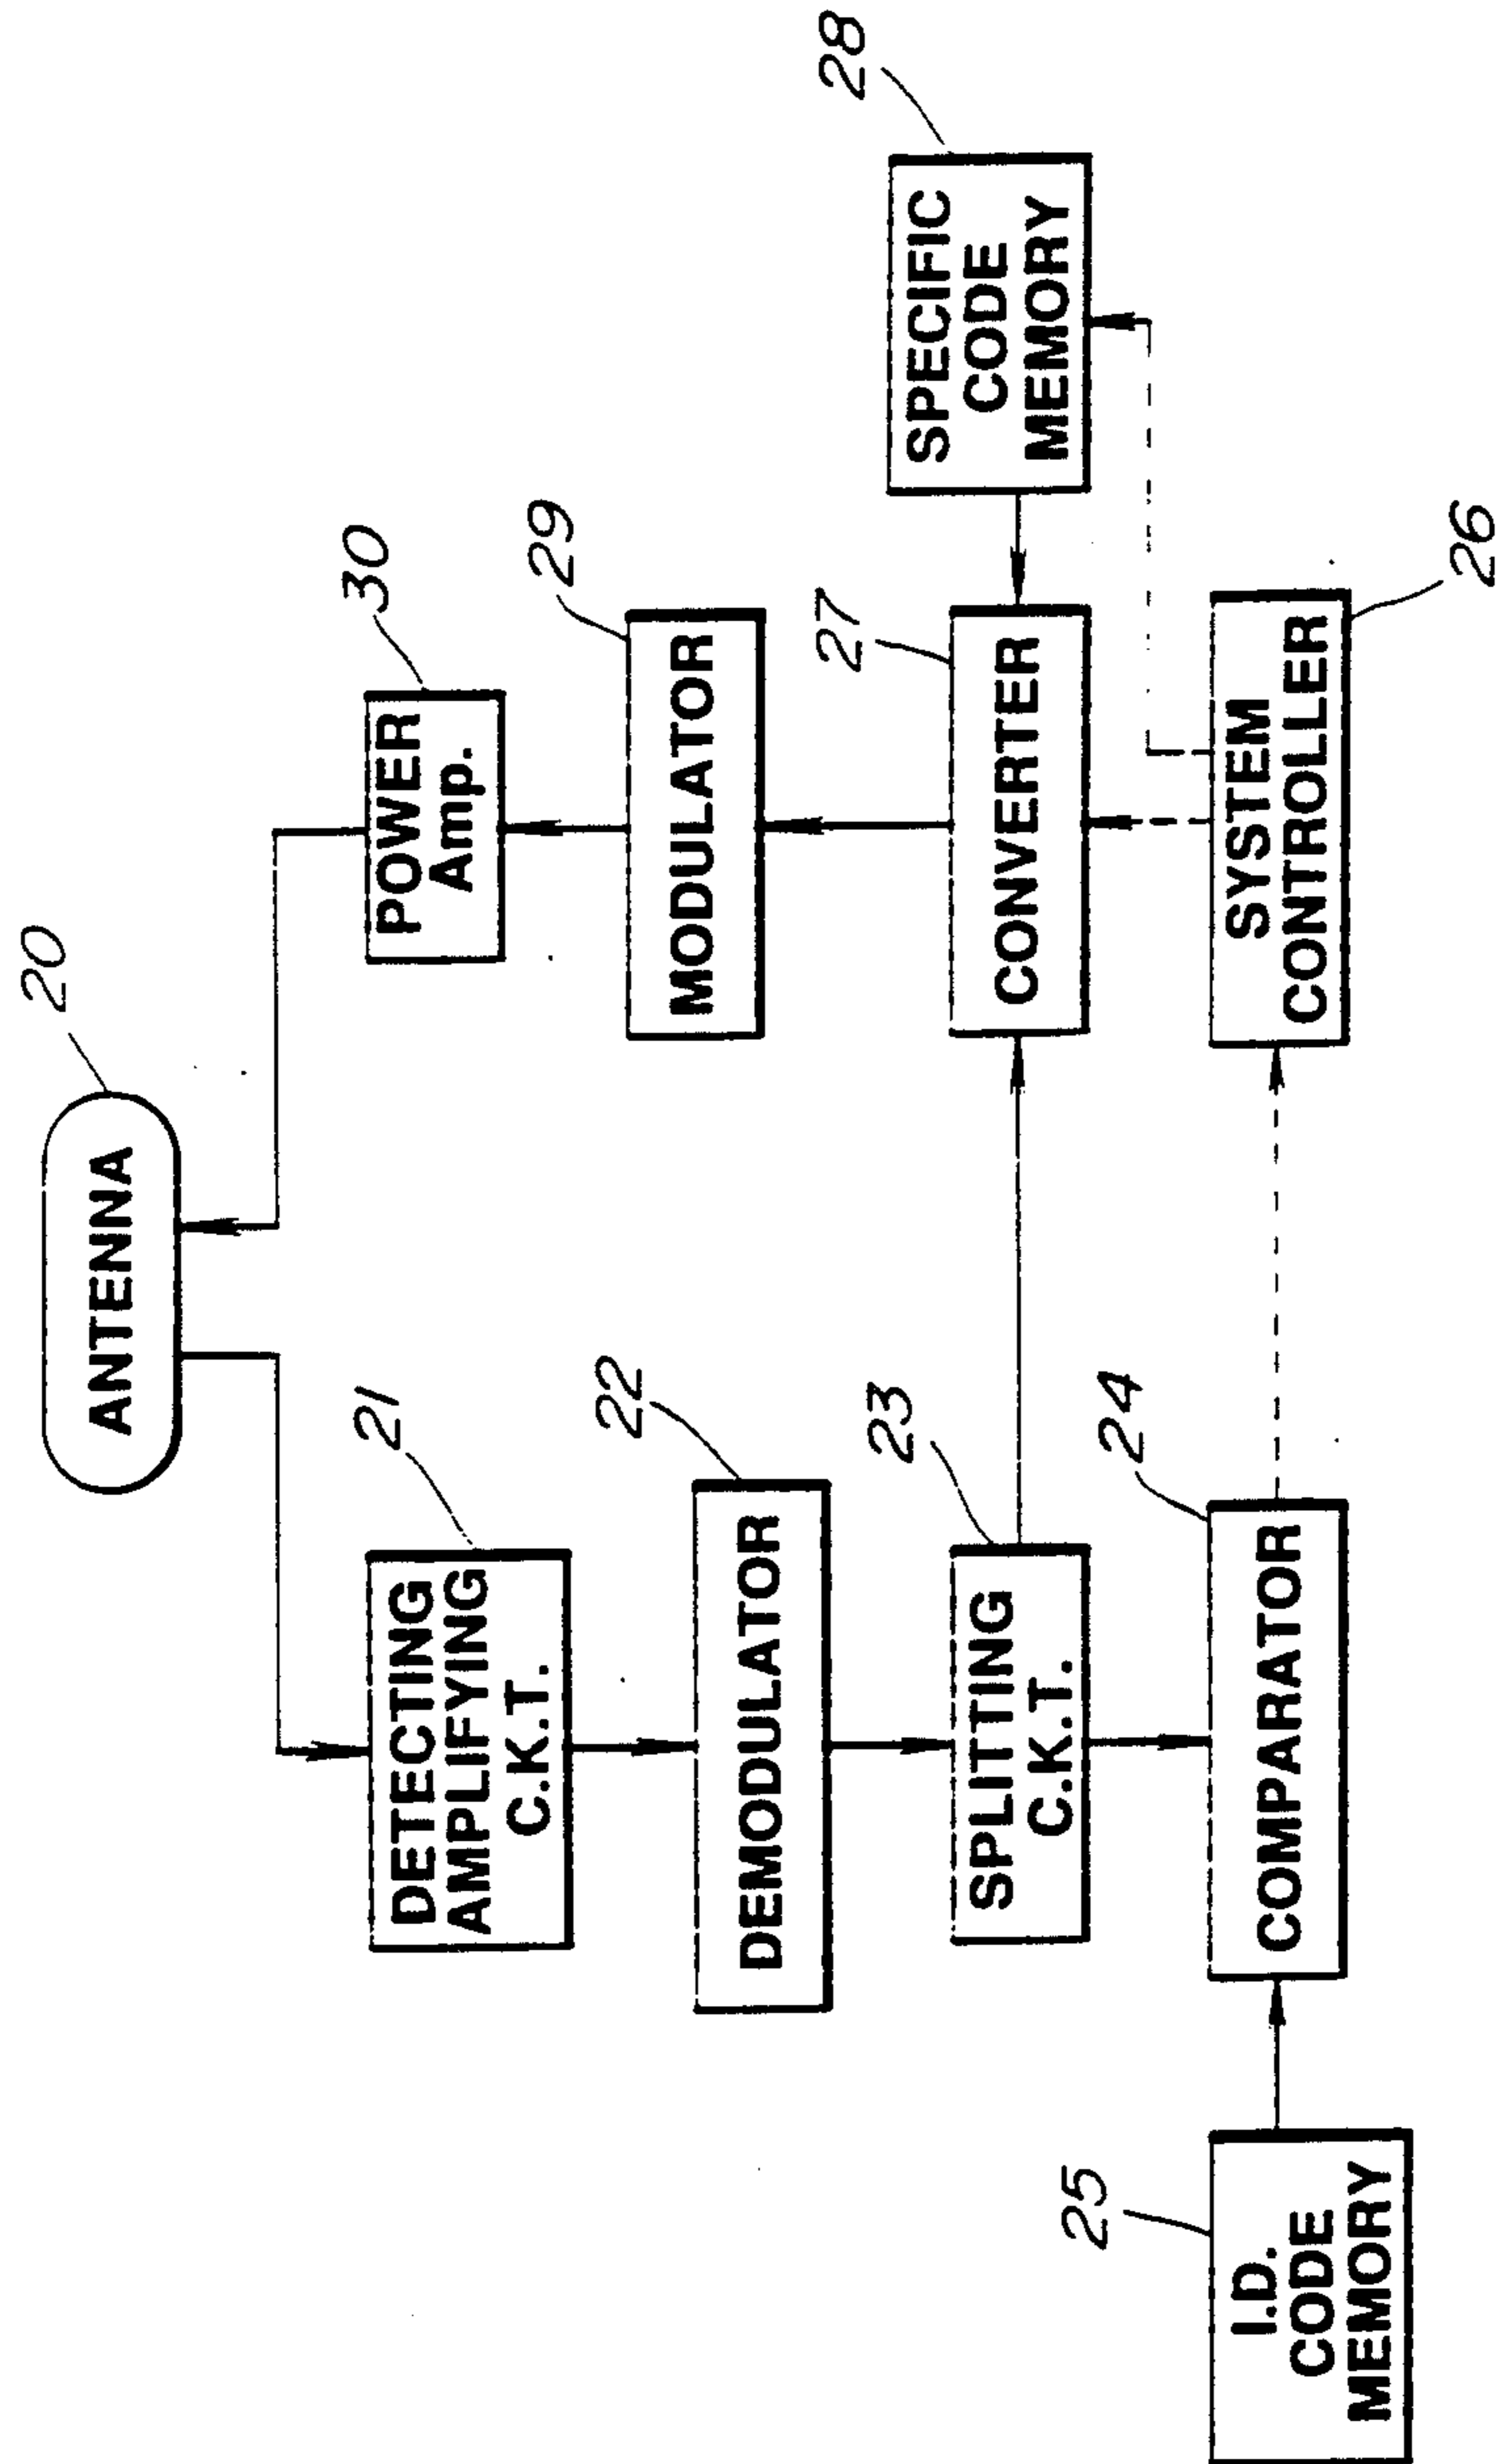 20
ANTENNA
21
DETECTING
AMPLIFYING
C.K.T.
30
POWER
Amp.
22
DEMODULATOR
29
MODULATOR
23
SPLITTING
C.K.T.
27
CONVERTER
28
SPECIFIC
CODE
MEMORY
25
I.D.
CODE
MEMORY
24
COMPARATOR
SYSTEM
CONTROLLER
26